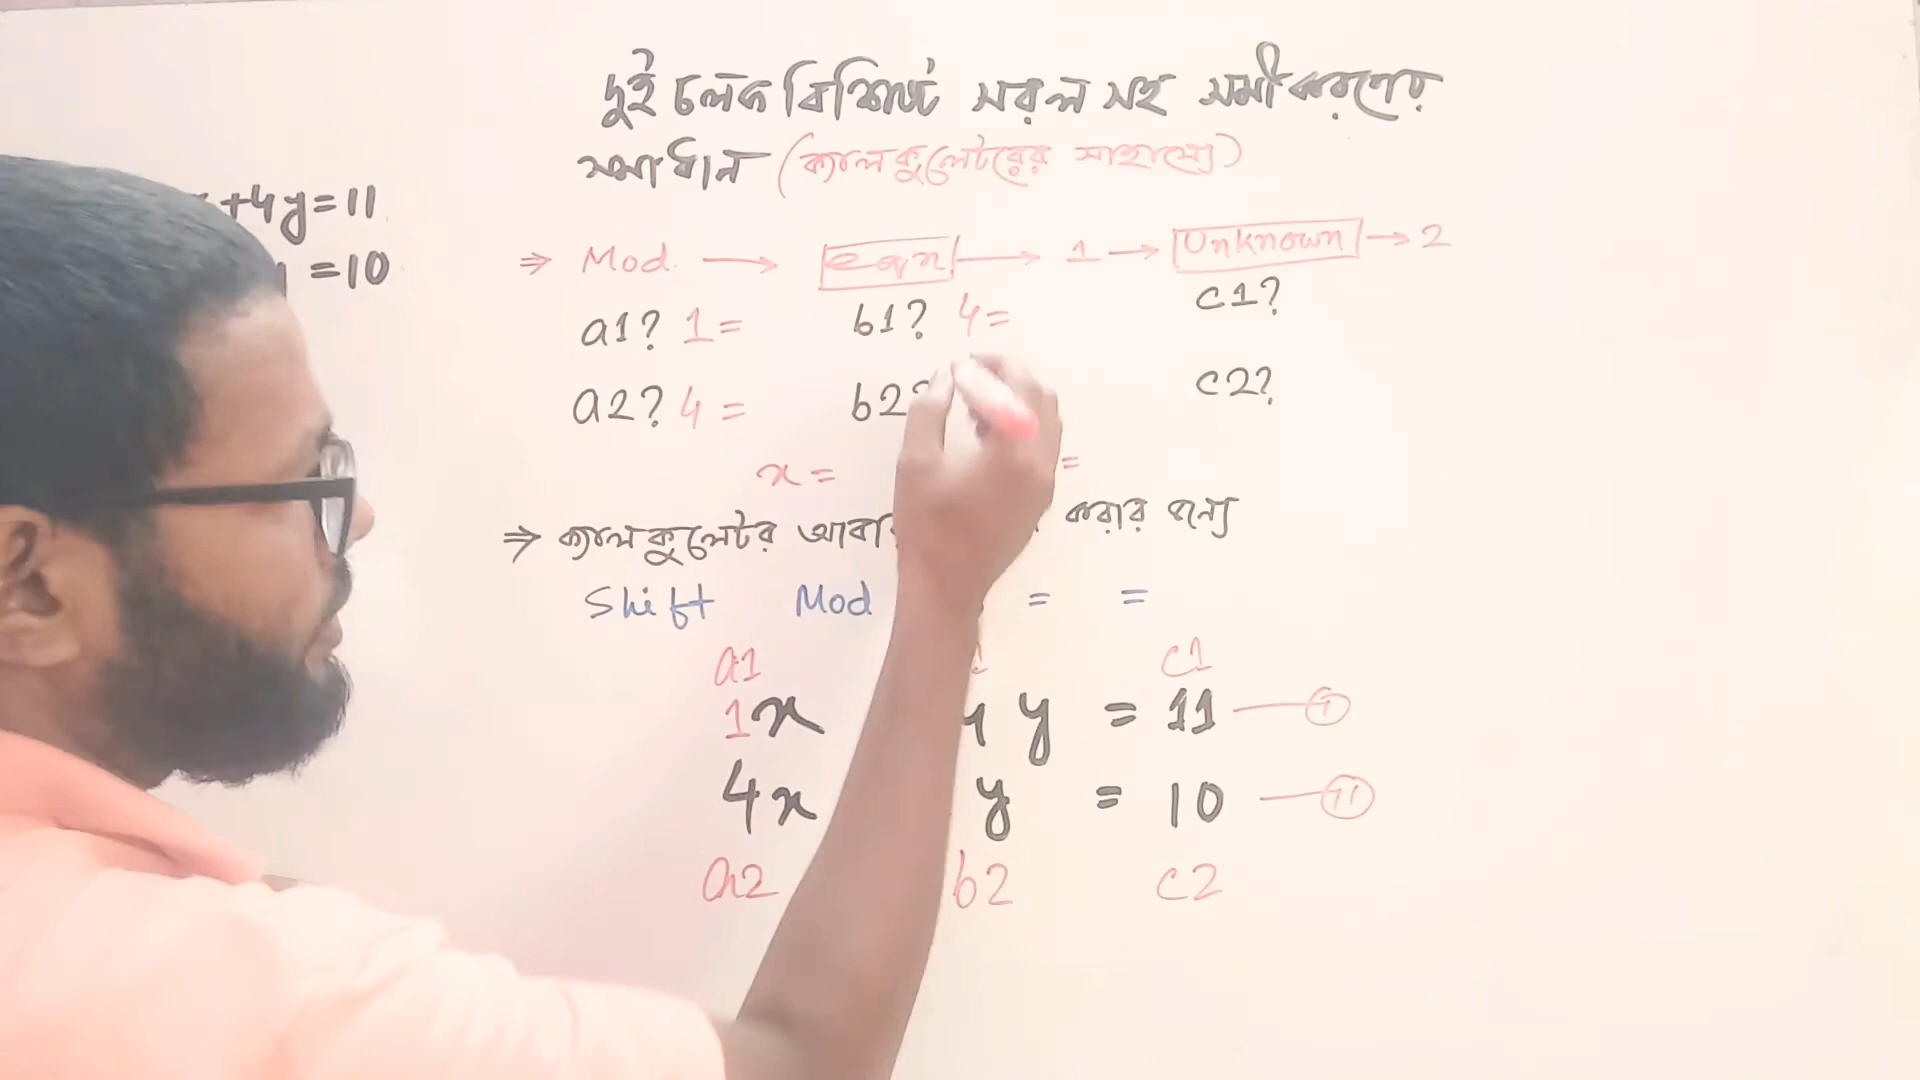 দুই চলক বিশিষ্ট সরল সহ সমীকরণের
সমাধান (ক্যালকুলেটরের সাহায্যে)
+4y=11
=10
⇒ Mod. → eqn → 1 → Unknown → 2
a1? 1= b1? 4= c1?
a2? 4 = b2? c2?
x = =
⇒ ক্যালকুলেটর করার জন্যে
Shift Mod = =
a1 c1
1x 4y = 11 — i
4x y = 10 — ii
a2 b2 c2